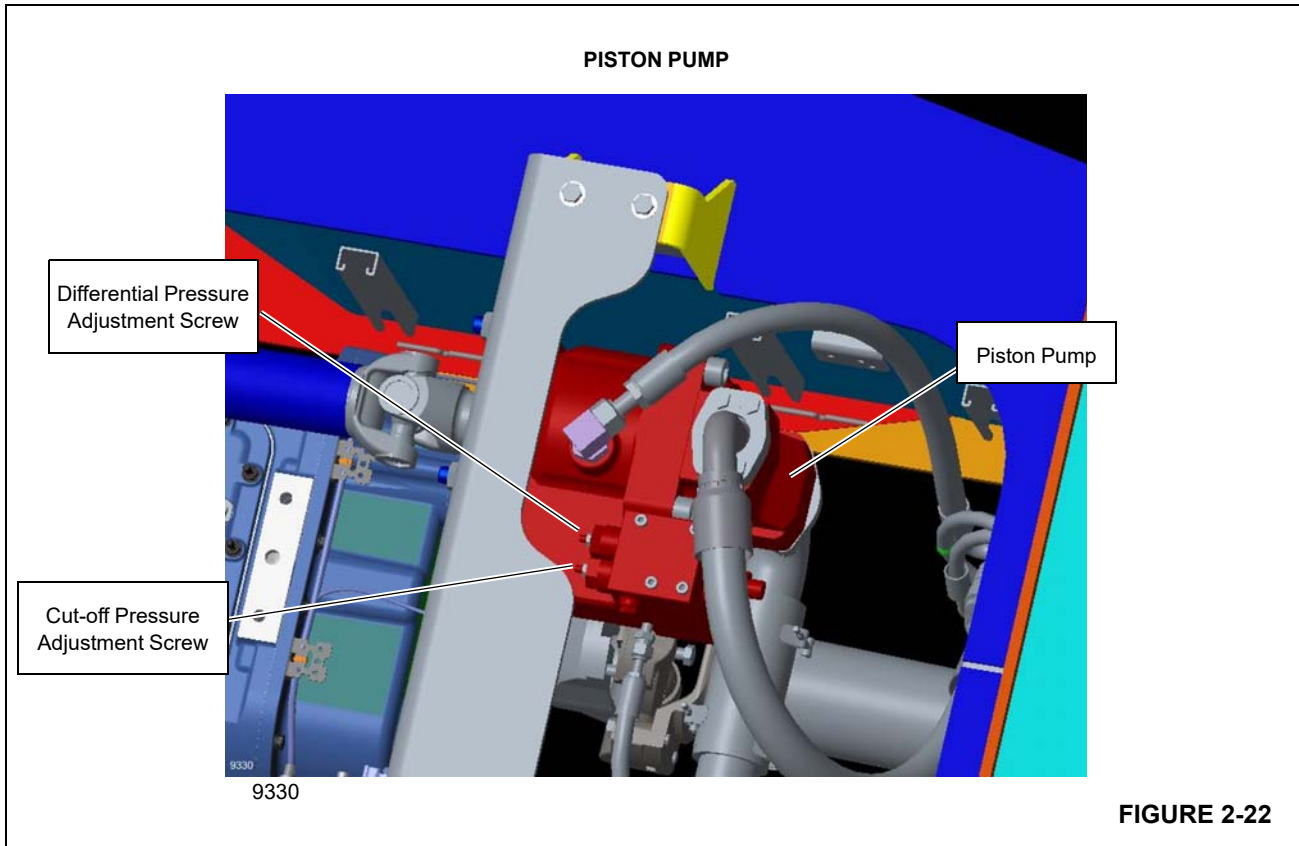 PISTON PUMP
Differential Pressure
Adjustment Screw
Piston Pump
Cut-off Pressure
Adjustment Screw
9330
9330
FIGURE 2-22